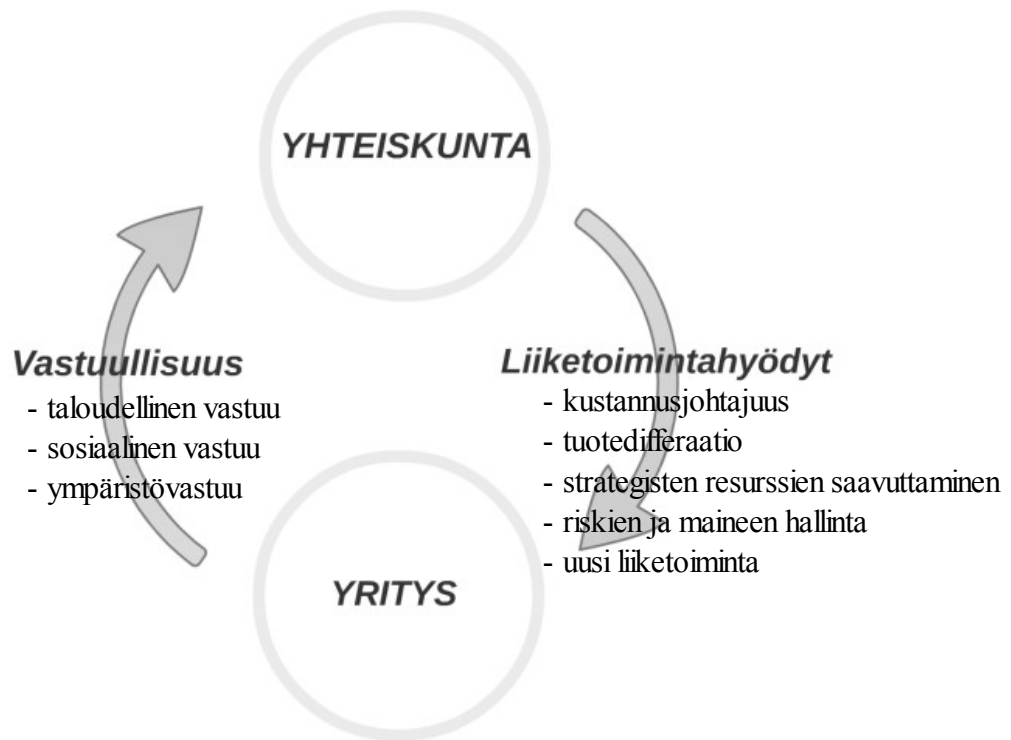 YHTEISKUNTA
Vastuullisuus
- taloudellinen vastuu
- sosiaalinen vastuu
- ympäristövastuu
Liiketoimintahyödyt
- kustannusjohtajuus
- tuotedifferaatio
- strategisten resurssien saavuttaminen
- riskien ja maineen hallinta
- uusi liiketoiminta
YRITYS